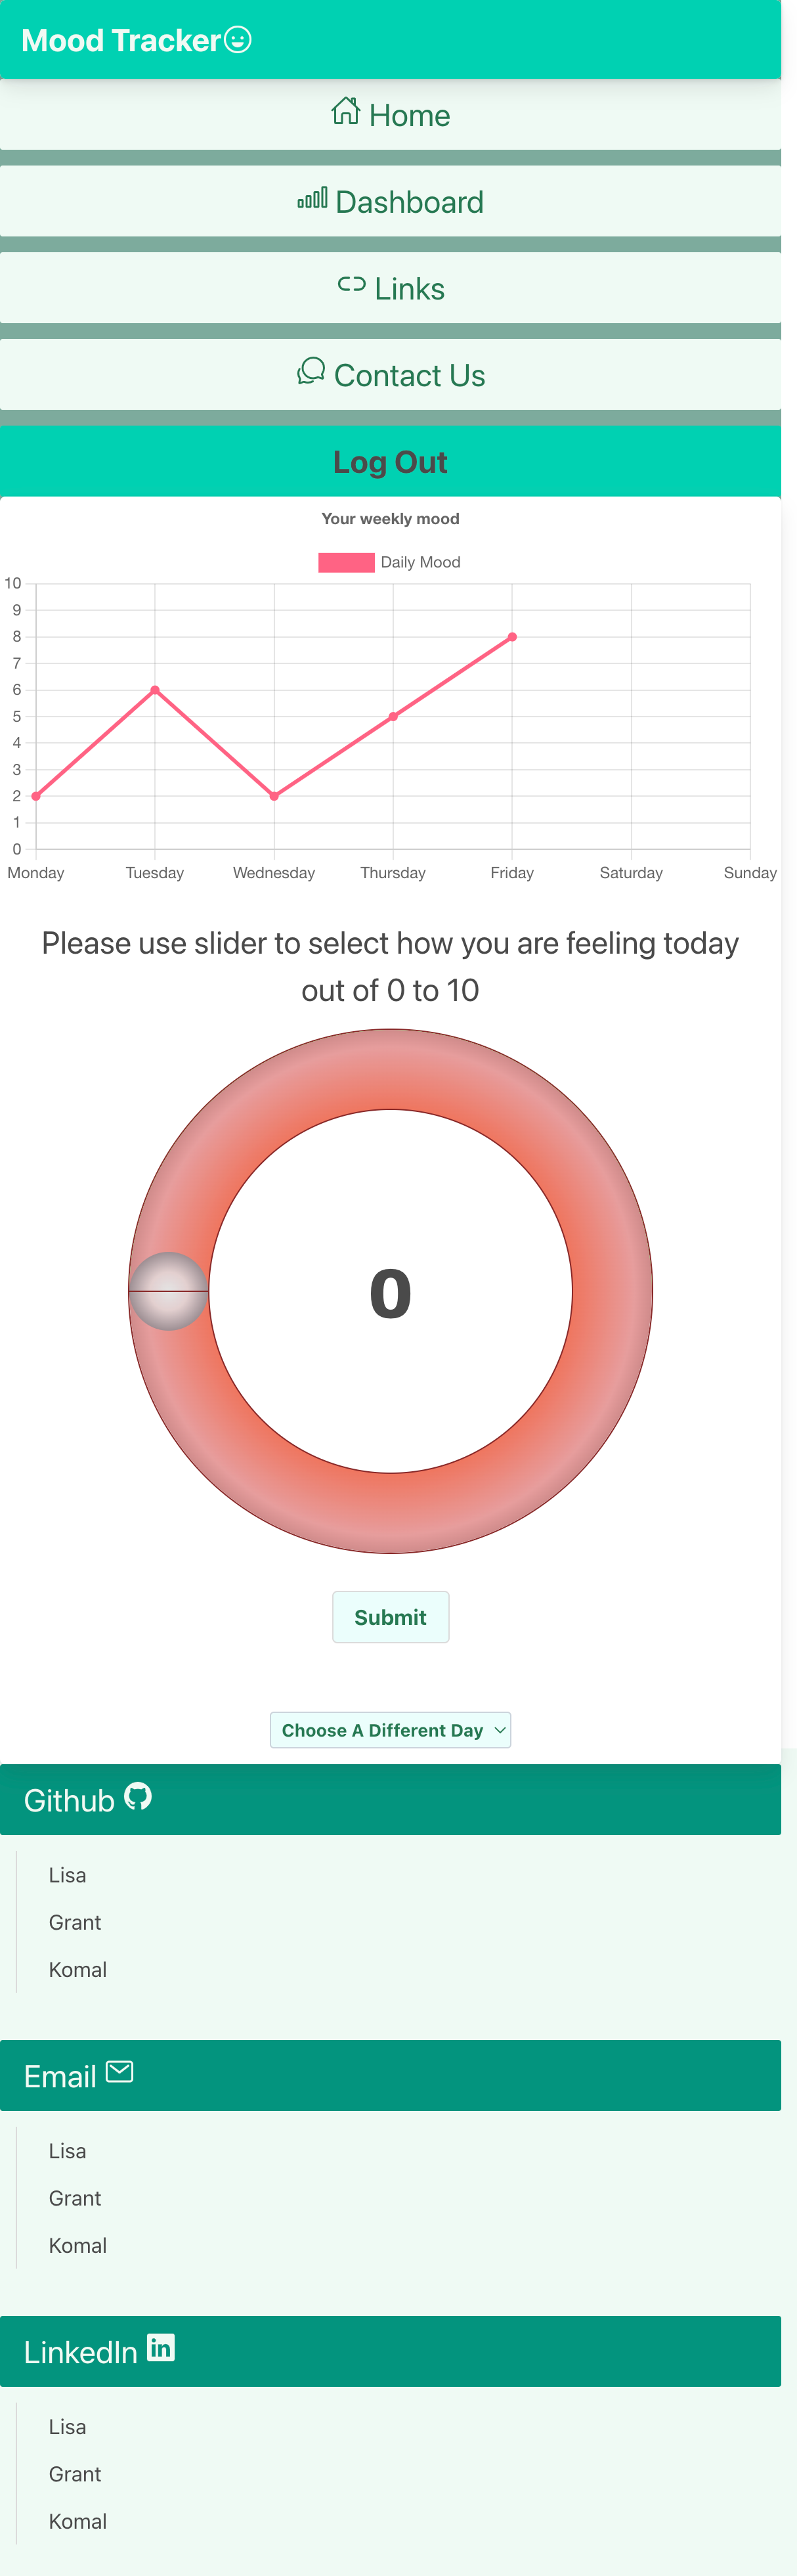 Mood Tracker
Home
Dashboard
Links
Contact Us
Log Out
Your weekly mood
Daily Mood
10
9
8
7
6
5
4
3
2
1
0
Monday Tuesday Wednesday Thursday Friday Saturday Sunday
Please use slider to select how you are feeling today
out of 0 to 10
0
Submit
Choose A Different Day
Github
Lisa
Grant
Komal
Email
Lisa
Grant
Komal
LinkedIn in
Lisa
Grant
Komal